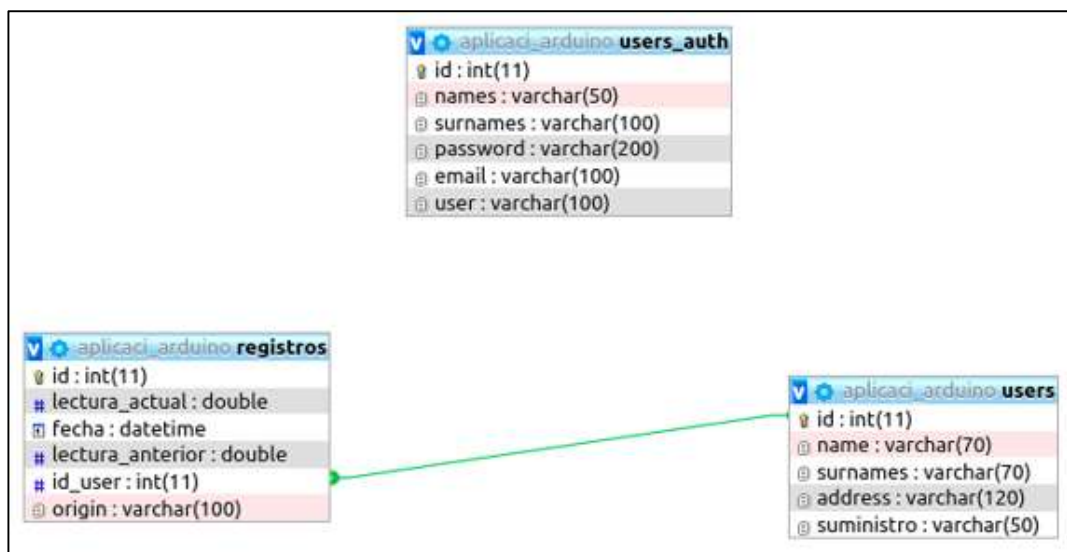 aplicaci_arduino users_auth
id : int(11)
names : varchar(50)
surnames : varchar(100)
password : varchar(200)
email : varchar(100)
user : varchar(100)
aplicaci_arduino registros
id : int(11)
lectura_actual : double
fecha : datetime
lectura_anterior : double
id_user : int(11)
origin : varchar(100)
aplicaci_arduino users
id : int(11)
name : varchar(70)
surnames : varchar(70)
address : varchar(120)
suministro : varchar(50)